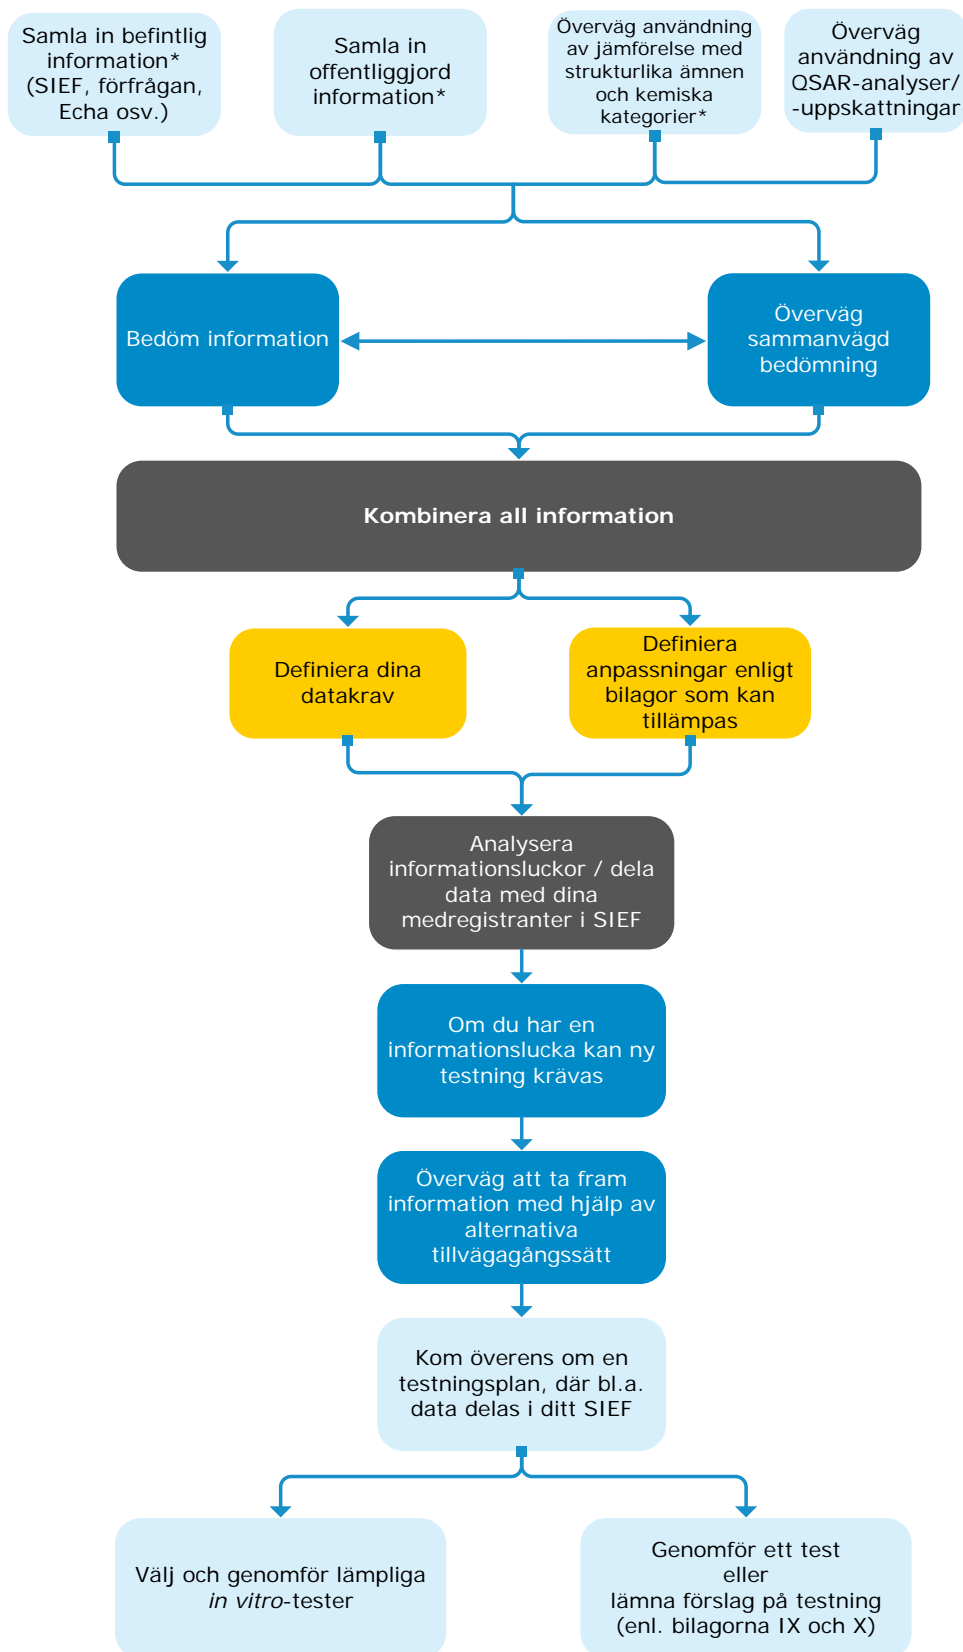 Samla in befintlig
information*
(SIEF, förfrågan,
Echa osv.)
Samla in
offentliggjord
information*
Överväg användning
av jämförelse med
strukturlika ämnen
och kemiska
kategorier*
Överväg
användning av
QSAR-analyser/
-uppskattningar
Bedöm information
Överväg
sammanvägd
bedömning
Kombinera all information
Definiera dina
datakrav
Definiera
anpassningar enligt
bilagor som kan
tillämpas
Analysera
informationsluckor / dela
data med dina
medregistranter i SIEF
Om du har en
informationslucka kan ny
testning krävas
Överväg att ta fram
information med hjälp av
alternativa
tillvägagångssätt
Kom överens om en
testningsplan, där bl.a.
data delas i ditt SIEF
Välj och genomför lämpliga
in vitro-tester
Genomför ett test
eller
lämna förslag på testning
(enl. bilagorna IX och X)